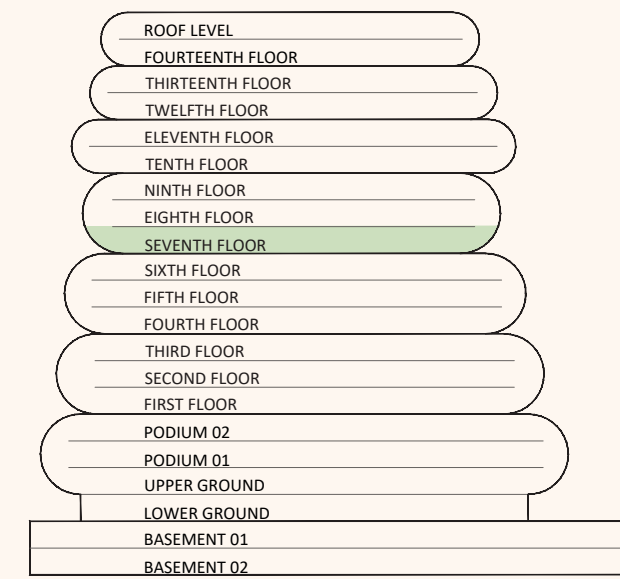 ROOF LEVEL
FOURTEENTH FLOOR
THIRTEENTH FLOOR
TWELFTH FLOOR
ELEVENTH FLOOR
TENTH FLOOR
NINTH FLOOR
EIGHTH FLOOR
SEVENTH FLOOR
SIXTH FLOOR
FIFTH FLOOR
FOURTH FLOOR
THIRD FLOOR
SECOND FLOOR
FIRST FLOOR
PODIUM 02
PODIUM 01
UPPER GROUND
LOWER GROUND
BASEMENT 01
BASEMENT 02